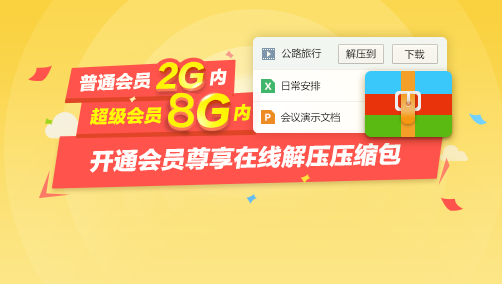 普通会员2G内
超级会员8G内
开通会员尊享在线解压压缩包
公路旅行 解压到 下载
X 日常安排
P 会议演示文档